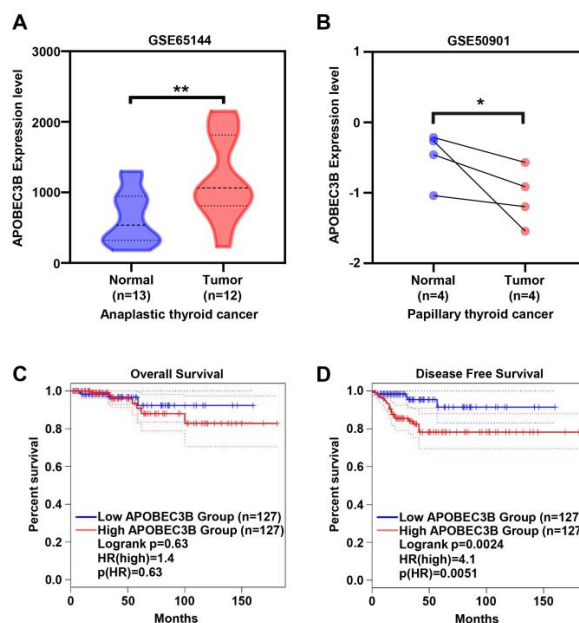 A
GSE65144
APOBEC3B Expression level
3000
2000
1000
0
**
Normal
(n=13)
Tumor
(n=12)
Anaplastic thyroid cancer
B
GSE50901
APOBEC3B Expression level
1
0
-1
-2
*
Normal
(n=4)
Tumor
(n=4)
Papillary thyroid cancer
C
Overall Survival
Percent survival
1.0
0.8
0.6
0.4
0.2
0.0
Low APOBEC3B Group (n=127)
High APOBEC3B Group (n=127)
Logrank p=0.63
HR(high)=1.4
p(HR)=0.63
0 50 100 150
Months
D
Disease Free Survival
Percent survival
1.0
0.8
0.6
0.4
0.2
0.0
Low APOBEC3B Group (n=127
High APOBEC3B Group (n=127
Logrank p=0.0024
HR(high)=4.1
p(HR)=0.0051
0 50 100 150
Months